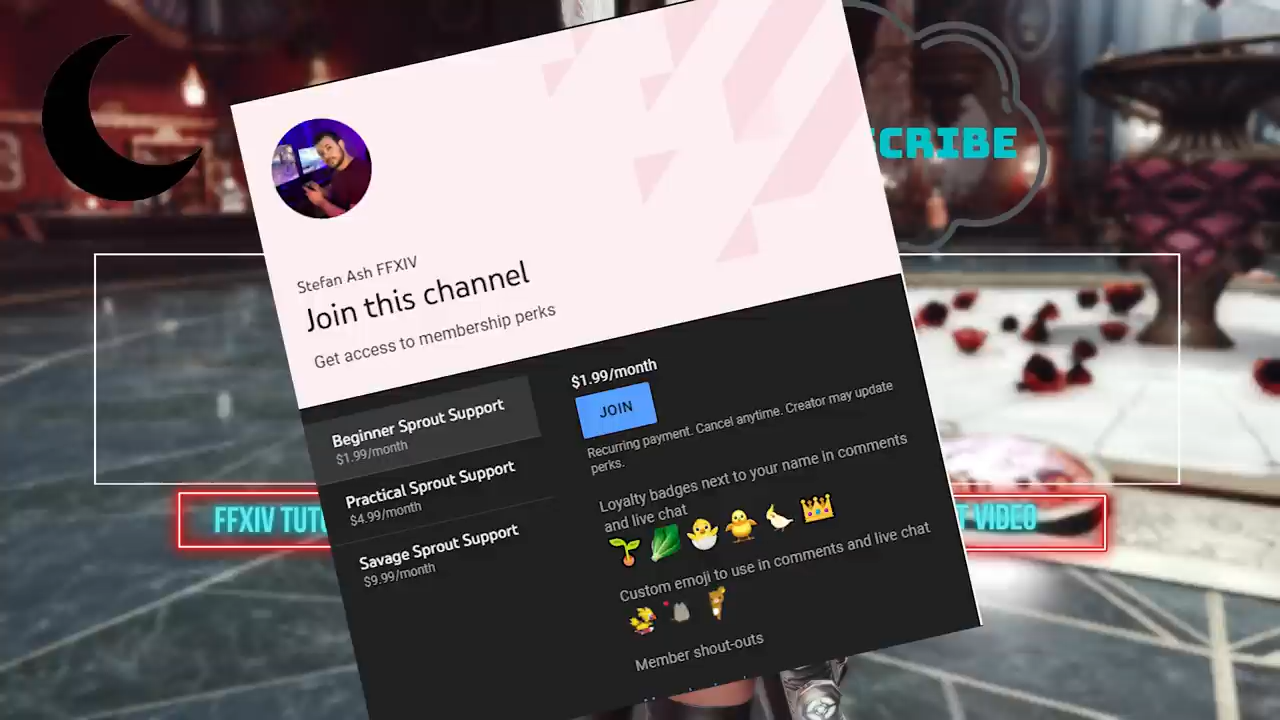 CRIBE
Stefan Ash FFXIV
Join this channel
Get access to membership perks
Beginner Sprout Support
$1.99/month
Practical Sprout Support
$4.99/month
Savage Sprout Support
$9.99/month
$1.99/month
JOIN
Recurring payment. Cancel anytime. Creator may update
perks.
Loyalty badges next to your name in comments
and live chat
Custom emoji to use in comments and live chat
Member shout-outs
FFXIV TUTO
VIDEO